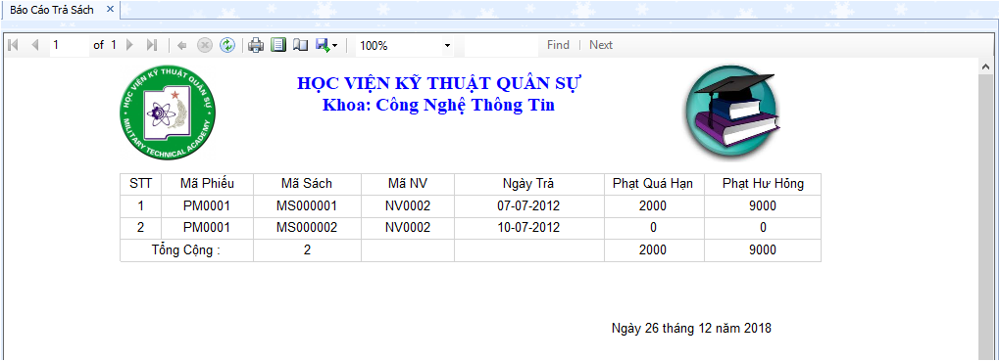 Báo Cáo Trả Sách
1 of 1 100% Find | Next
HỌC VIỆN KỸ THUẬT QUÂN SỰ
MILITARY TECHNICAL ACADEMY
HỌC VIỆN KỸ THUẬT QUÂN SỰ
Khoa: Công Nghệ Thông Tin
STT Mã Phiếu Mã Sách Mã NV Ngày Trả Phạt Quá Hạn Phạt Hư Hỏng
1 PM0001 MS000001 NV0002 07-07-2012 2000 9000
2 PM0001 MS000002 NV0002 10-07-2012 0 0
Tổng Cộng : 2 2000 9000
Ngày 26 tháng 12 năm 2018